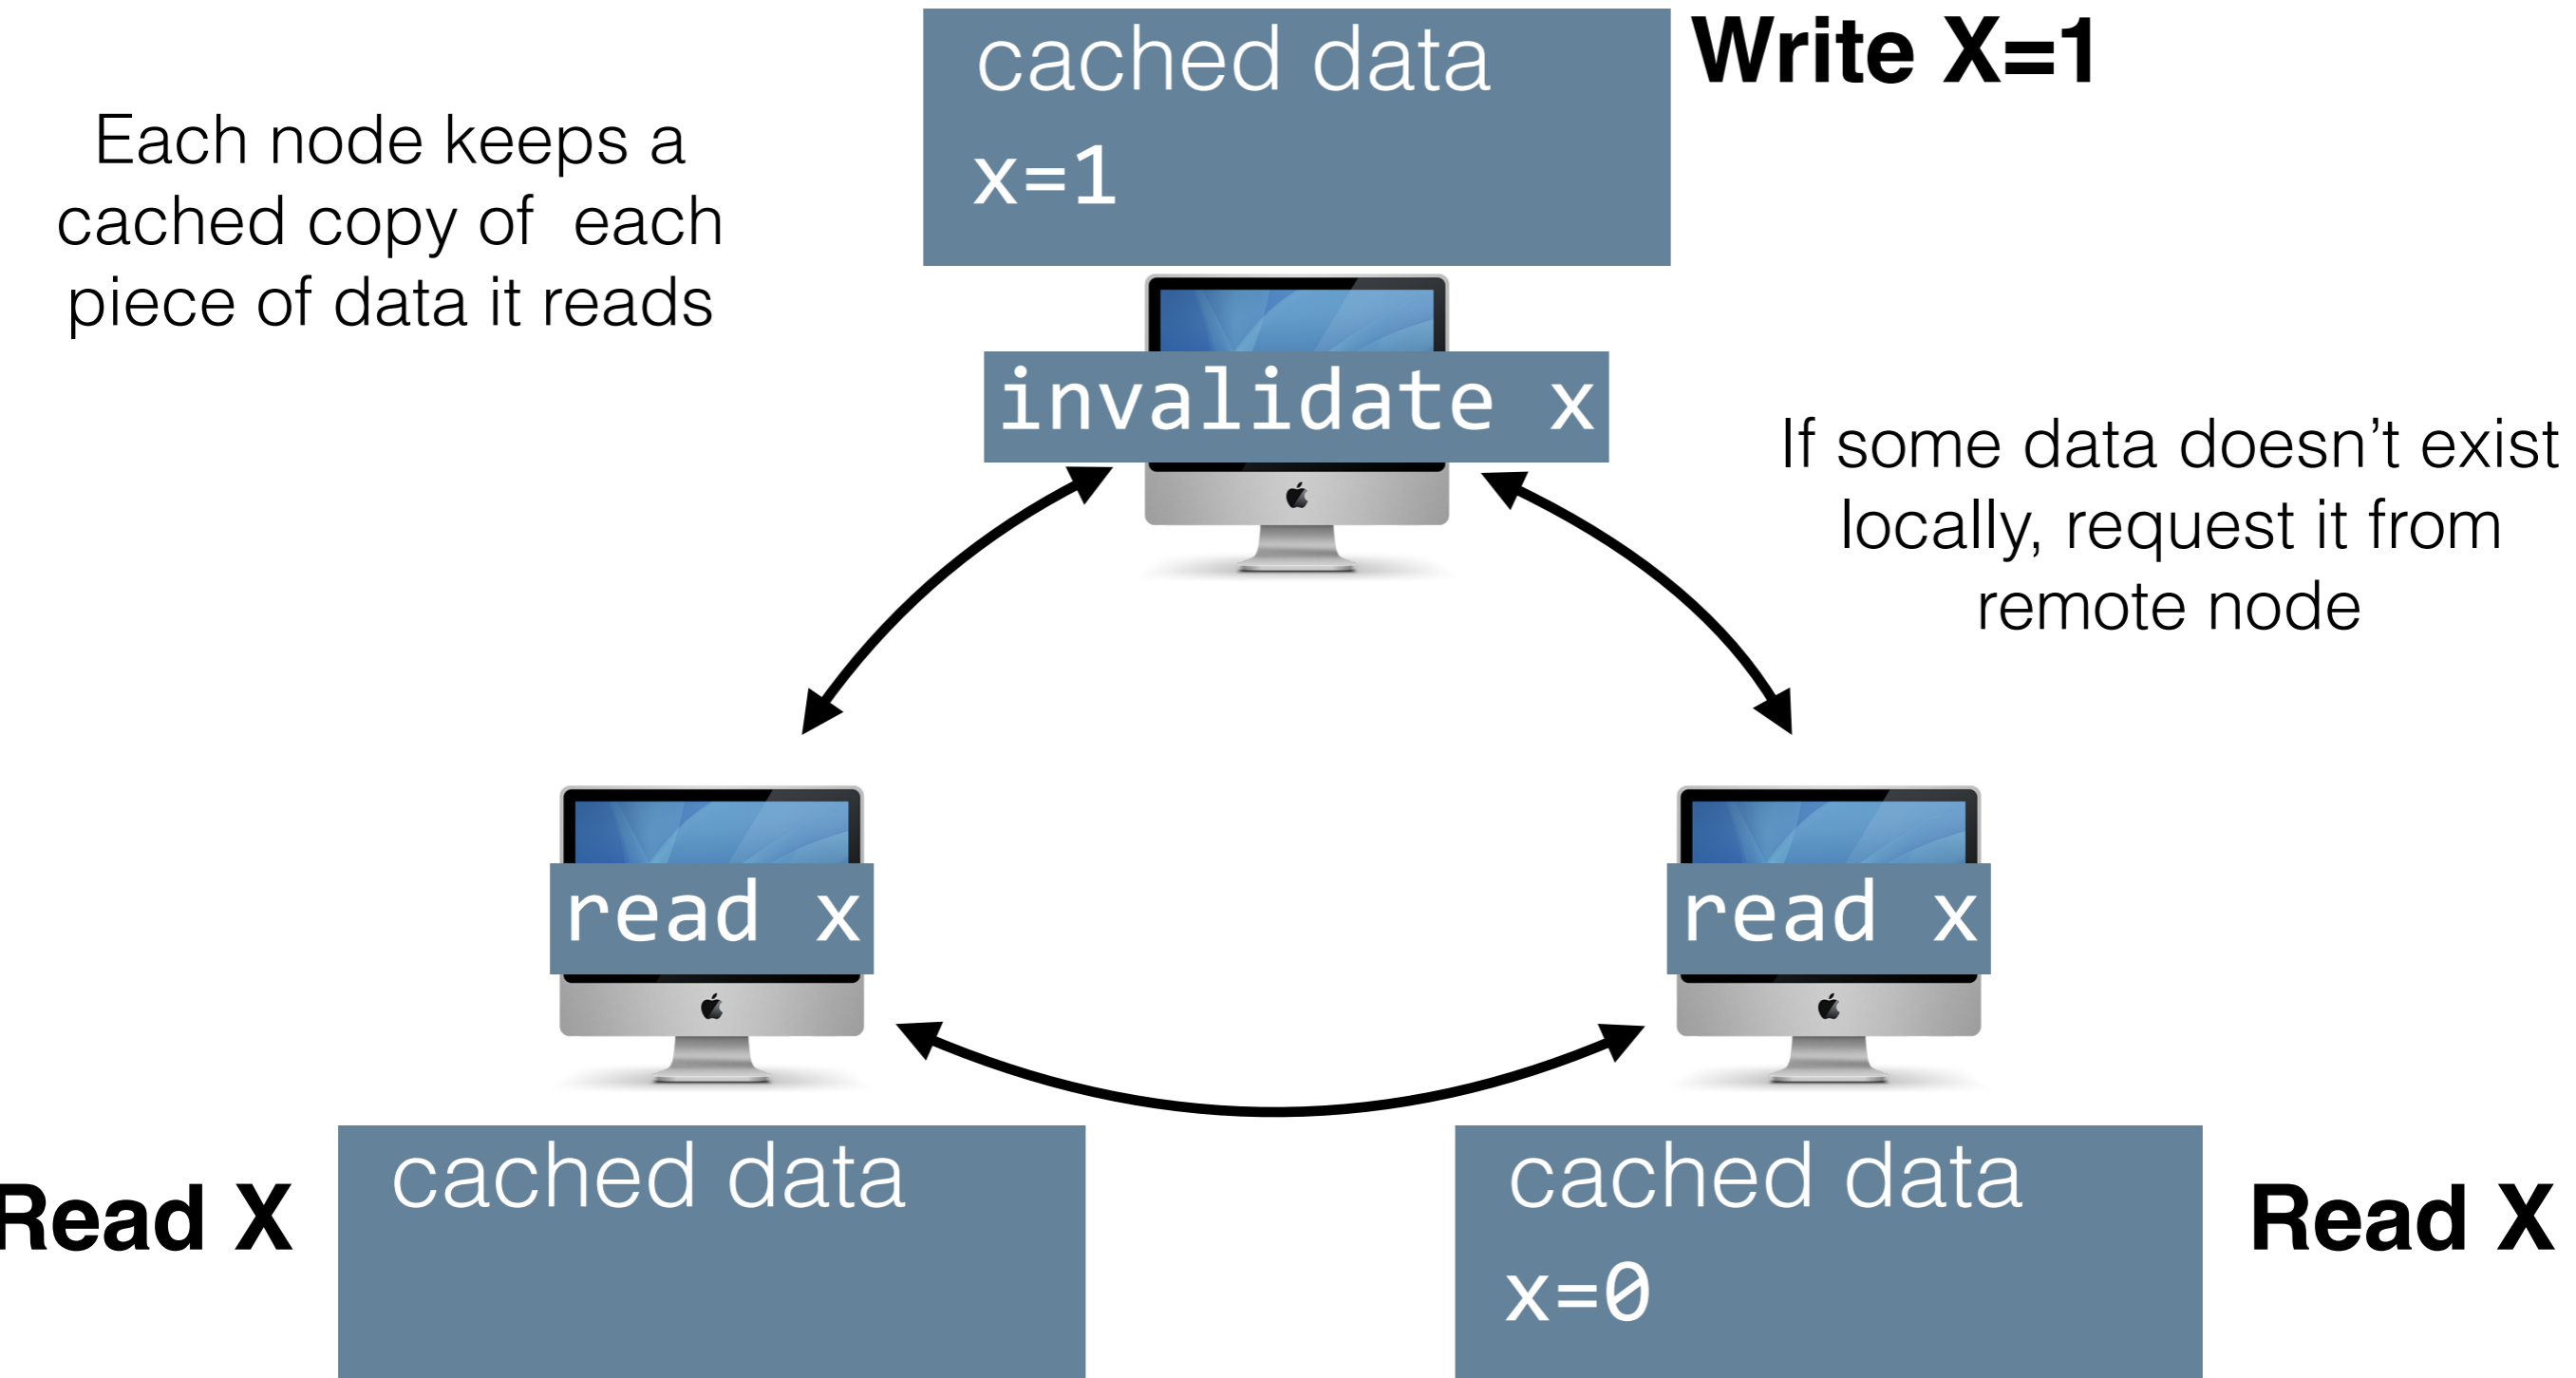 cached data
x=1
Write X=1
Each node keeps a
cached copy of  each
piece of data it reads
invalidate x
If some data doesn’t exist
locally, request it from
remote node
read x
read x
Read X
cached data
cached data
x=0
Read X